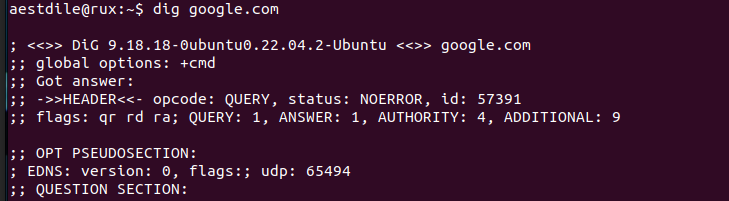 aestdile@rux:~$ dig google.com
; <<>> DiG 9.18.18-0ubuntu0.22.04.2-Ubuntu <<>> google.com
;; global options: +cmd
;; Got answer:
;; ->>HEADER<<- opcode: QUERY, status: NOERROR, id: 57391
;; flags: qr rd ra; QUERY: 1, ANSWER: 1, AUTHORITY: 4, ADDITIONAL: 9
;; OPT PSEUDOSECTION:
; EDNS: version: 0, flags:; udp: 65494
;; QUESTION SECTION: